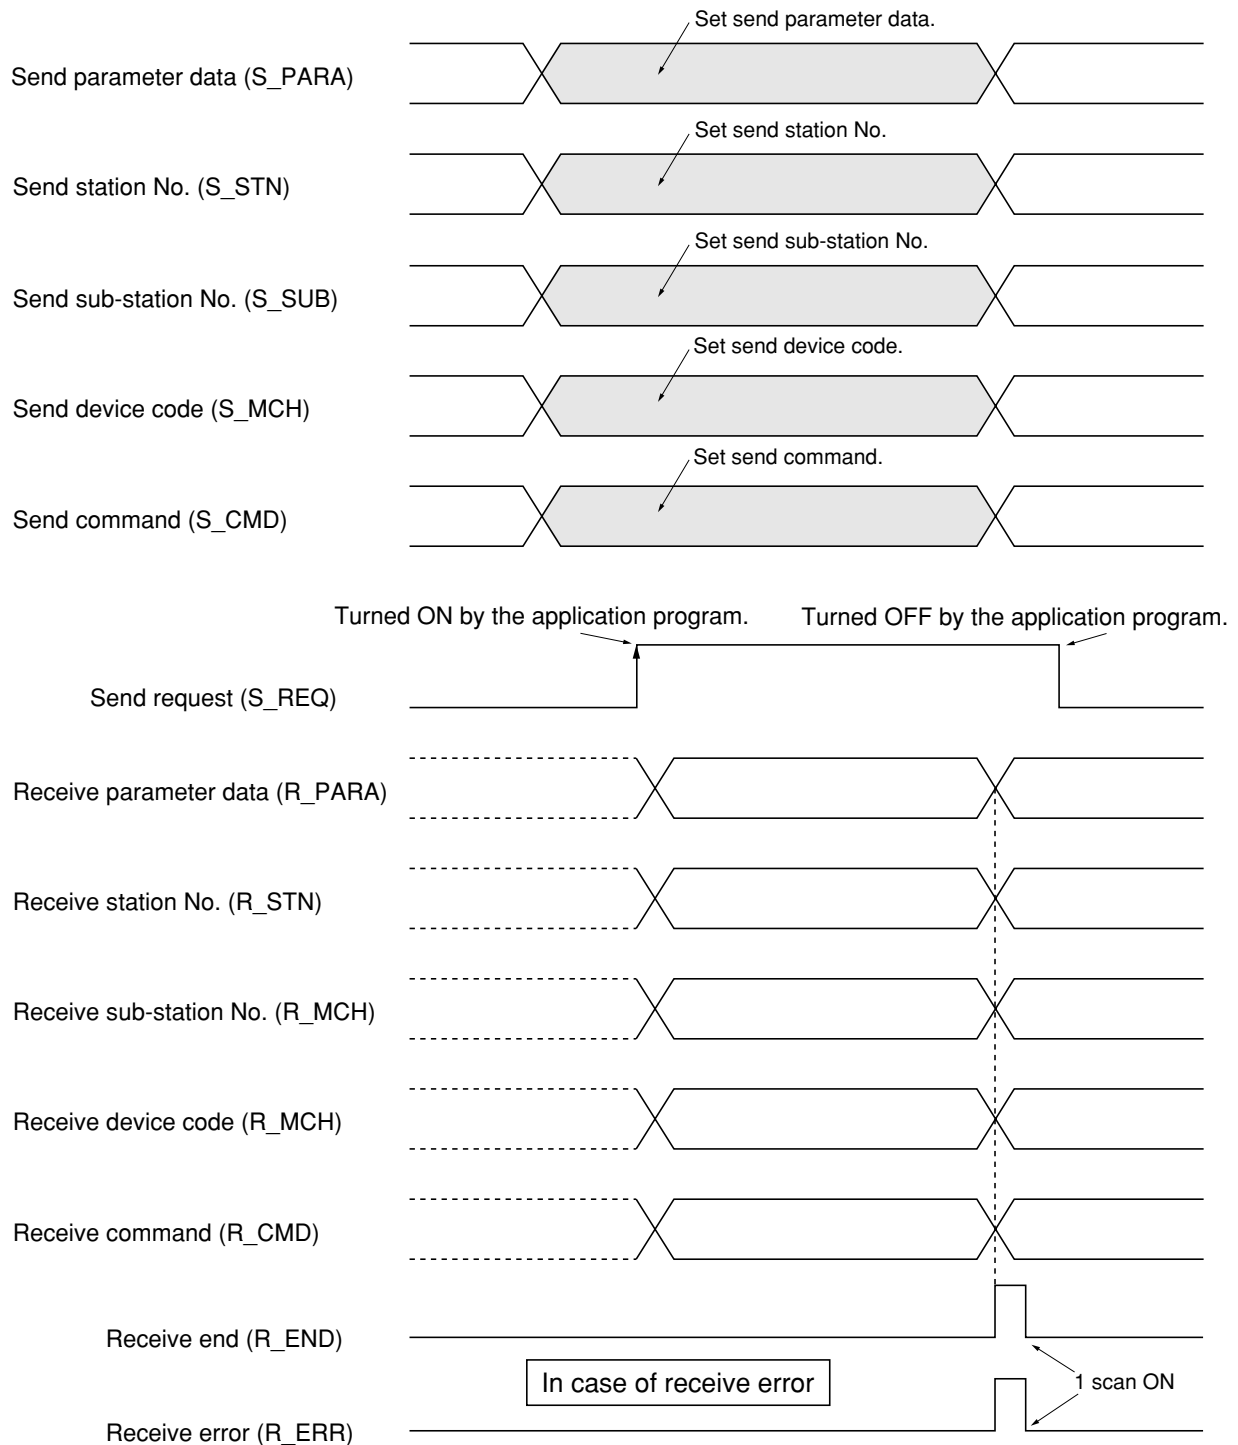 Set send parameter data.
Send parameter data (S_PARA)
Set send station No.
Send station No. (S_STN)
Set send sub-station No.
Send sub-station No. (S_SUB)
Set send device code.
Send device code (S_MCH)
Set send command.
Send command (S_CMD)
Turned ON by the application program.
Turned OFF by the application program.
Send request (S_REQ)
Receive parameter data (R_PARA)
Receive station No. (R_STN)
Receive sub-station No. (R_MCH)
Receive device code (R_MCH)
Receive command (R_CMD)
Receive end (R_END)
In case of receive error
1 scan ON
Receive error (R_ERR)